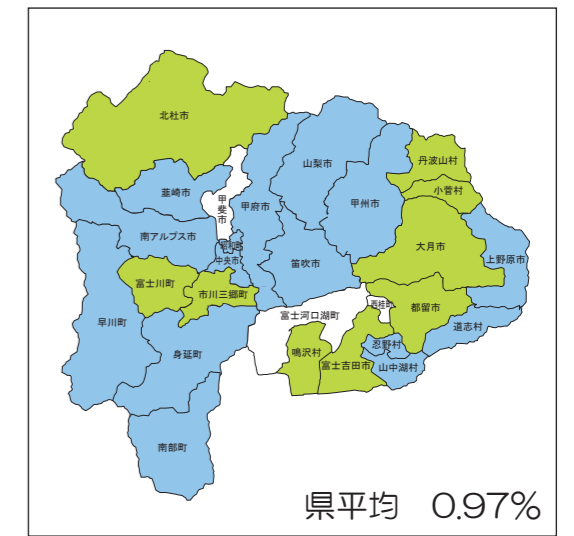 北杜市
丹波山村
山梨市
小菅村
韮崎市
甲斐市
甲府市
甲州市
南アルプス市
昭和町
大月市
中央市
笛吹市
上野原市
富士川町
市川三郷町
西桂町
都留市
早川町
富士河口湖町
道志村
鳴沢村
忍野村
身延町
富士吉田市
山中湖村
南部町
県平均 0.97%